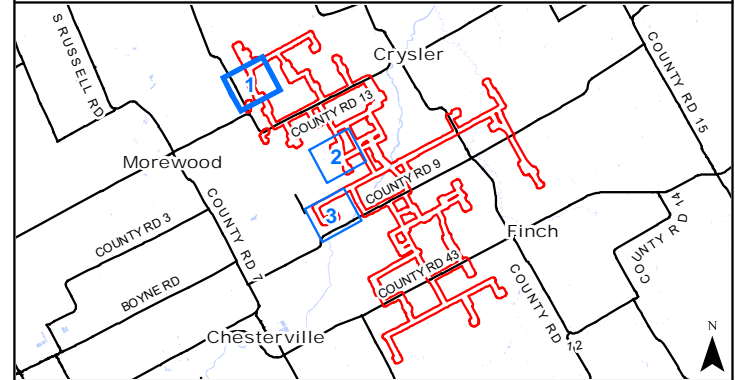 S RUSSELL RD
Crysler
COUNTY RD 15
1
COUNTY RD 13
Morewood
2
COUNTY RD 9
COUNTY RD 7
3
COUNTY RD 3
14
COUNTY RD
Finch
BOYNE RD
COUNTY RD 43
COUNTY RD 12
Chesterville
N